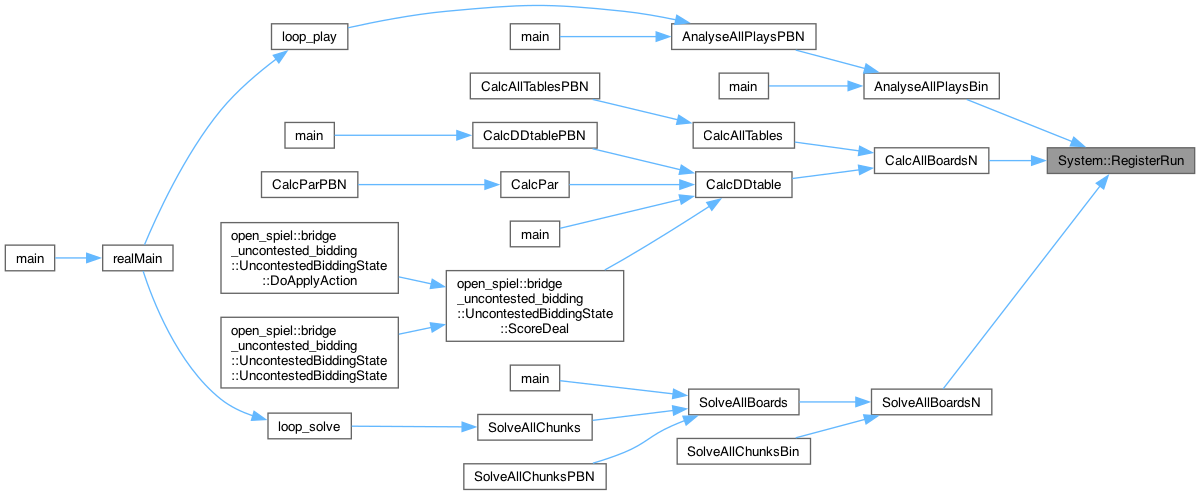 loop_play
main
AnalyseAllPlaysPBN
CalcAllTablesPBN
main
AnalyseAllPlaysBin
main
CalcDDtablePBN
CalcAllTables
CalcAllBoardsN
System::RegisterRun
CalcParPBN
CalcPar
CalcDDtable
main
open_spiel::bridge
_uncontested_bidding
::UncontestedBiddingState
::DoApplyAction
main
realMain
open_spiel::bridge
_uncontested_bidding
::UncontestedBiddingState
::ScoreDeal
open_spiel::bridge
_uncontested_bidding
::UncontestedBiddingState
::UncontestedBiddingState
main
SolveAllBoards
SolveAllBoardsN
loop_solve
SolveAllChunks
SolveAllChunksBin
SolveAllChunksPBN